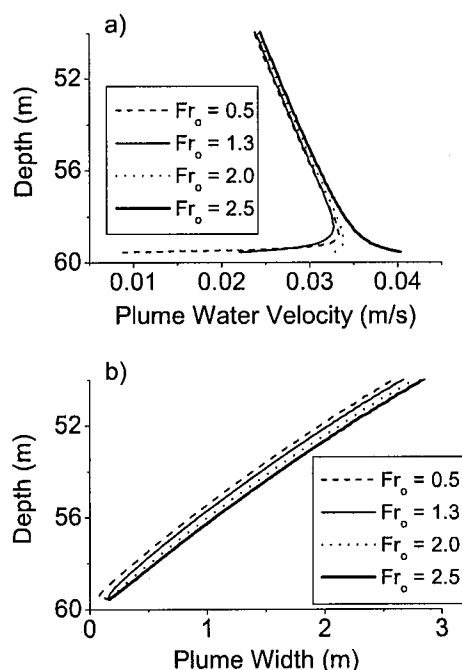 a)
52
56
60
Depth (m)
Fr_o = 0.5
Fr_o = 1.3
Fr_o = 2.0
Fr_o = 2.5
0.01 0.02 0.03 0.04
Plume Water Velocity (m/s)
b)
52
56
60
Depth (m)
Fr_o = 0.5
Fr_o = 1.3
Fr_o = 2.0
Fr_o = 2.5
0 1 2 3
Plume Width (m)